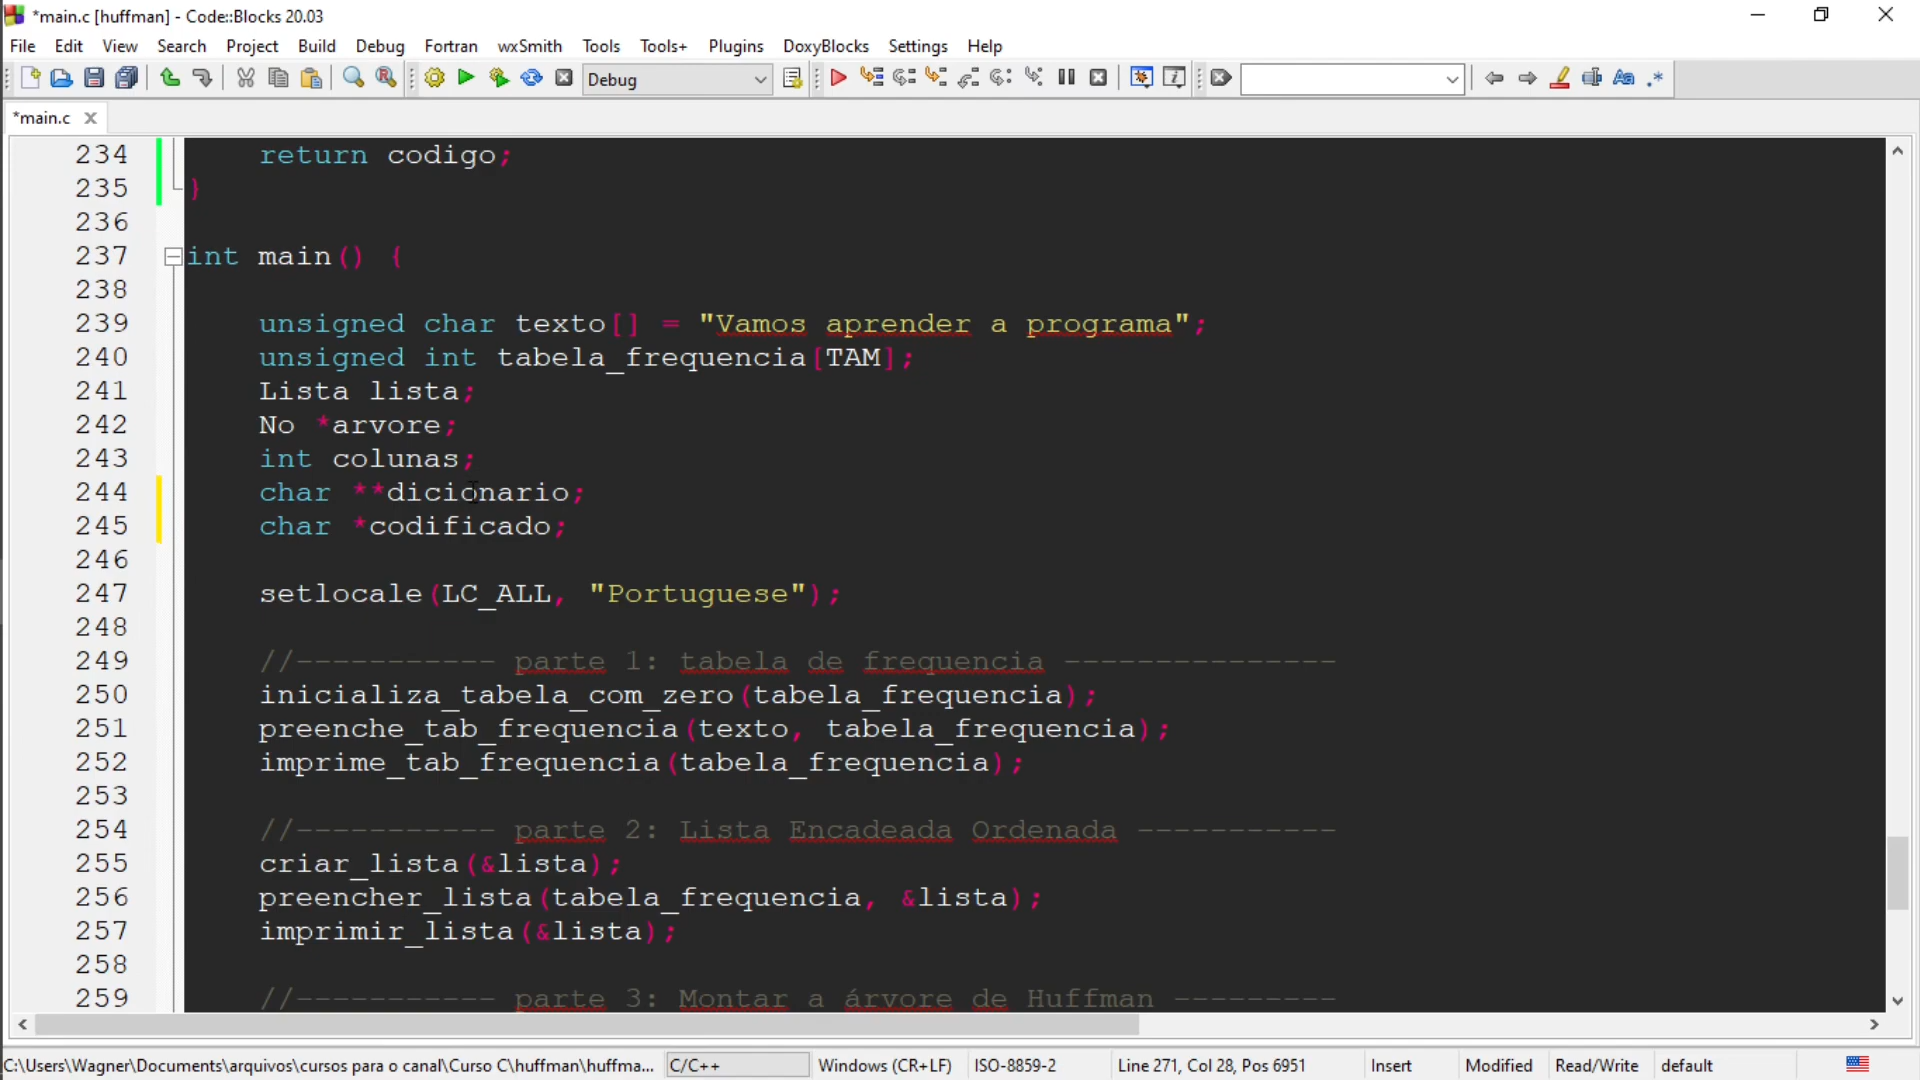 *main.c [huffman] - Code::Blocks 20.03
File Edit View Search Project Build Debug Fortran wxSmith Tools Tools+ Plugins DoxyBlocks Settings Help
Debug
*main.c
234 return codigo;
235 }
236
237 int main() {
238
239 unsigned char texto[] = "Vamos aprender a programa";
240 unsigned int tabela_frequencia[TAM];
241 Lista lista;
242 No *arvore;
243 int colunas;
244 char **dicionario;
245 char *codificado;
246
247 setlocale(LC_ALL, "Portuguese");
248
249 //----------- parte 1: tabela de frequencia ---------------
250 inicializa_tabela_com_zero(tabela_frequencia);
251 preenche_tab_frequencia(texto, tabela_frequencia);
252 imprime_tab_frequencia(tabela_frequencia);
253
254 //----------- parte 2: Lista Encadeada Ordenada -----------
255 criar_lista(&lista);
256 preencher_lista(tabela_frequencia, &lista);
257 imprimir_lista(&lista);
258
259 //----------- parte 3: Montar a árvore de Huffman ---------
C:\Users\Wagner\Documents\arquivos\cursos para o canal\Curso C\huffman\huffma... C/C++ Windows (CR+LF) ISO-8859-2 Line 271, Col 28, Pos 6951 Insert Modified Read/Write default